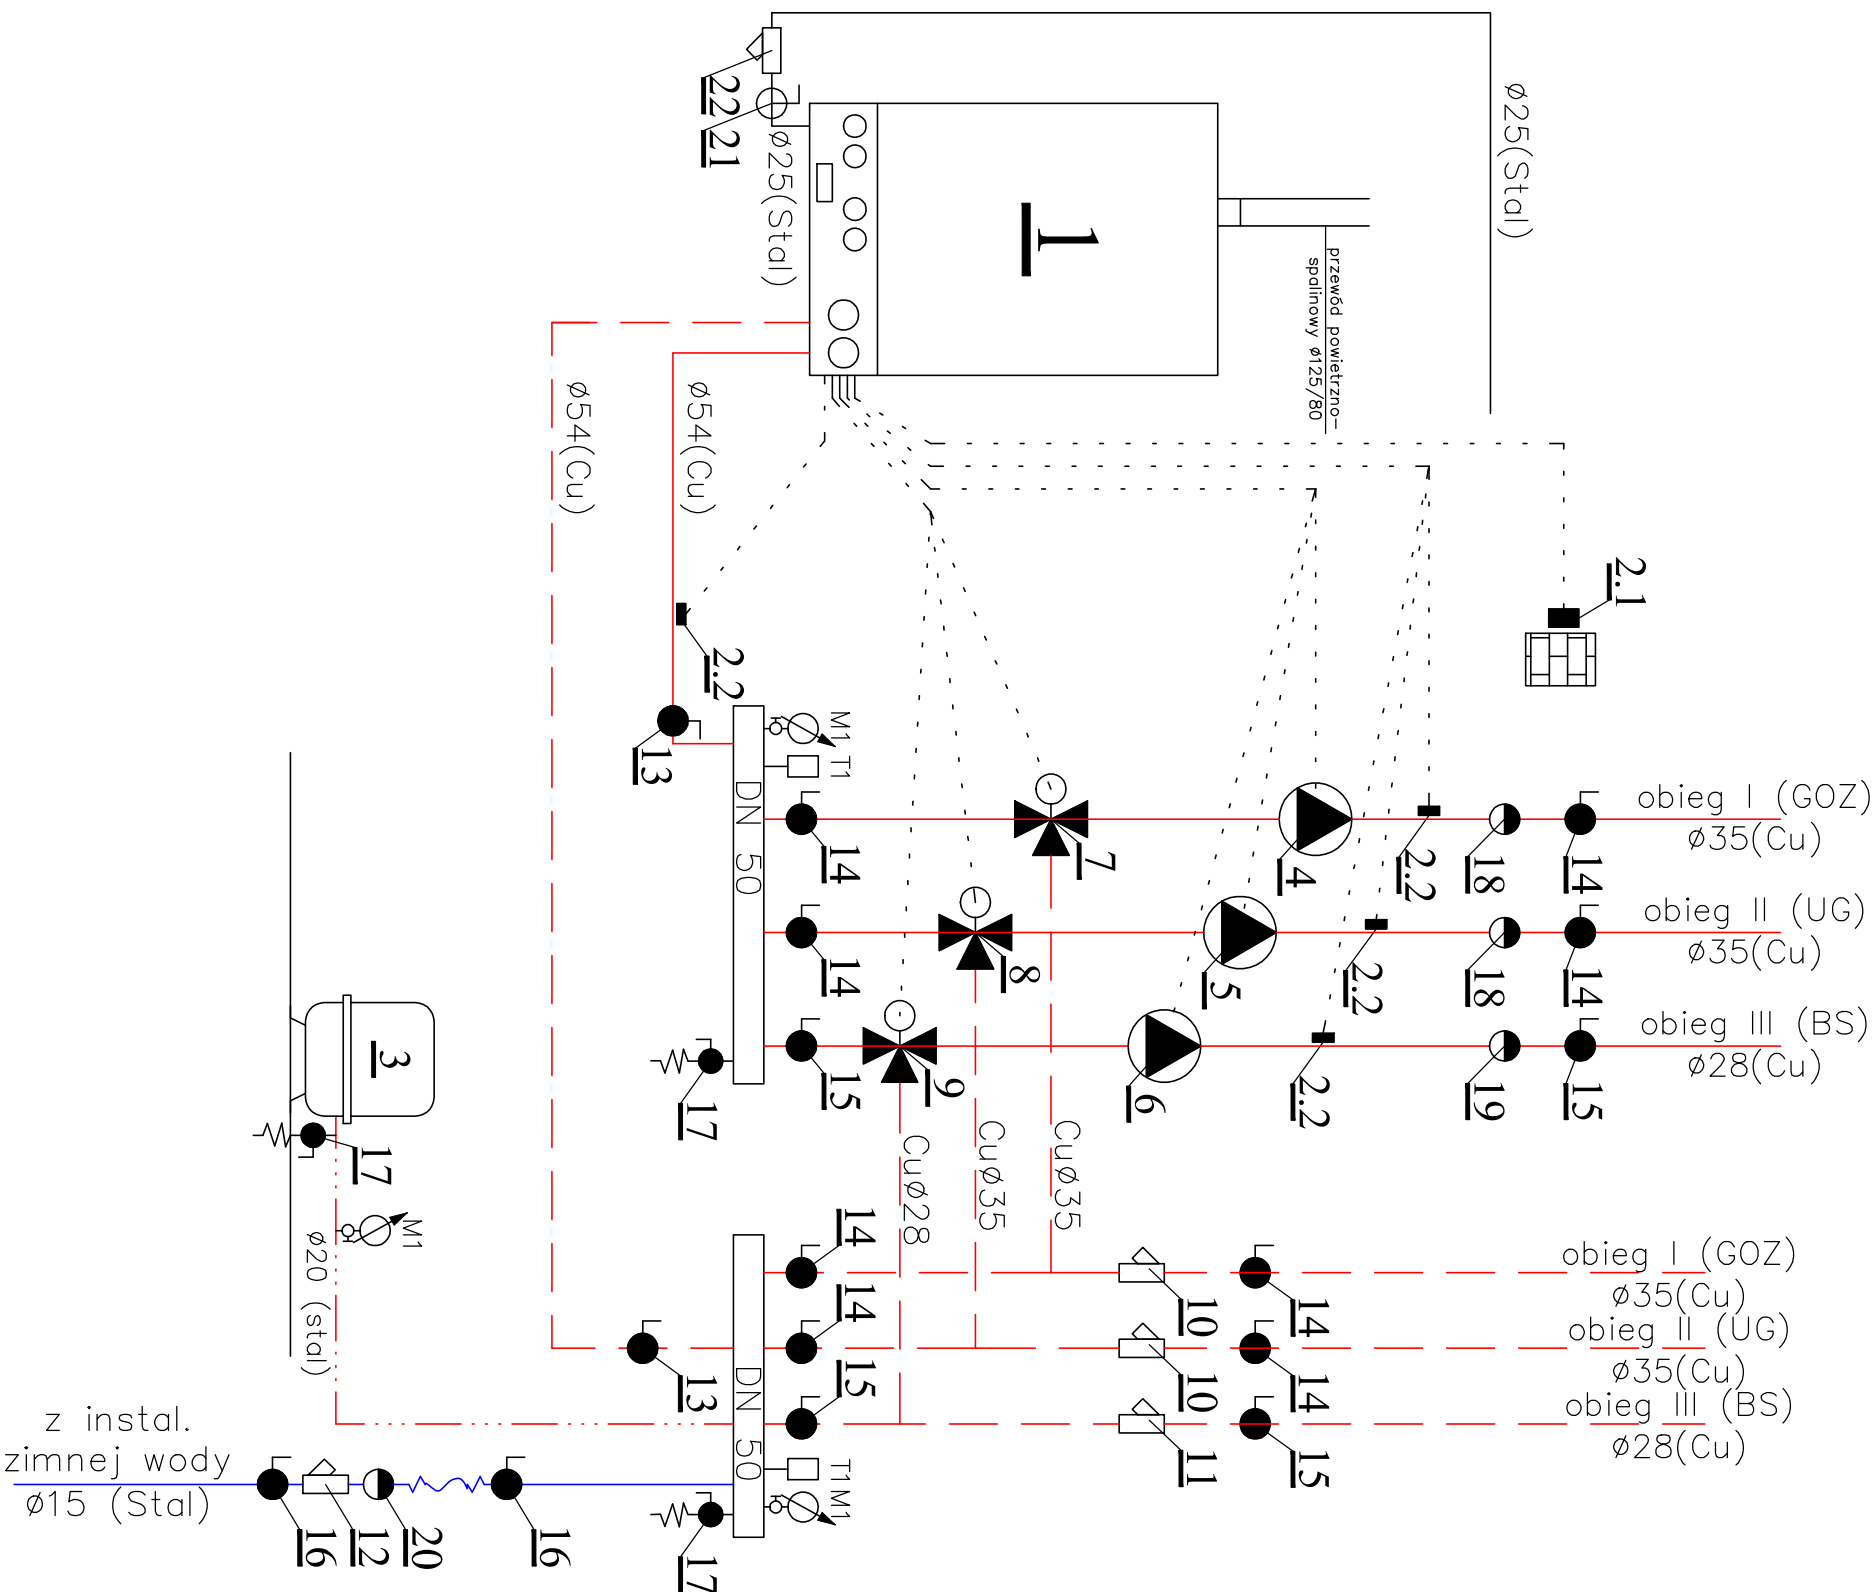 22
21
ø25(Stal)
ø25(Stal)
1
przewód powietrzno-
spalinowy ø125/80
ø54(Cu)
ø54(Cu)
2.1
2.2
13
M1
T1
DN 50
14
14
15
17
7
8
9
4
5
6
2.2
2.2
2.2
18
18
19
14
14
15
obieg I (GOZ)
ø35(Cu)
obieg II (UG)
ø35(Cu)
obieg III (BS)
ø28(Cu)
3
17
M1
ø20 (stal)
Cuø28
Cuø35
Cuø35
14
14
15
13
DN 50
T1
M1
17
10
10
11
14
14
15
obieg I (GOZ)
ø35(Cu)
obieg II (UG)
ø35(Cu)
obieg III (BS)
ø28(Cu)
z instal.
zimnej wody
ø15 (Stal)
16
12
20
16